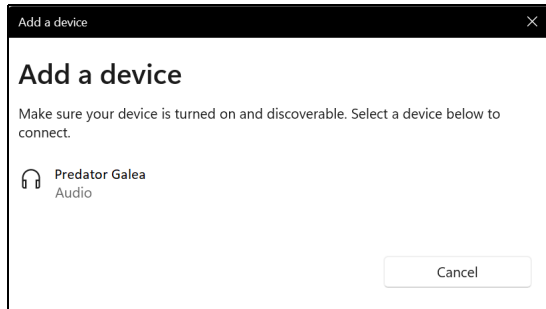 Add a device
Add a device
Make sure your device is turned on and discoverable. Select a device below to
connect.
Predator Galea
Audio
Cancel